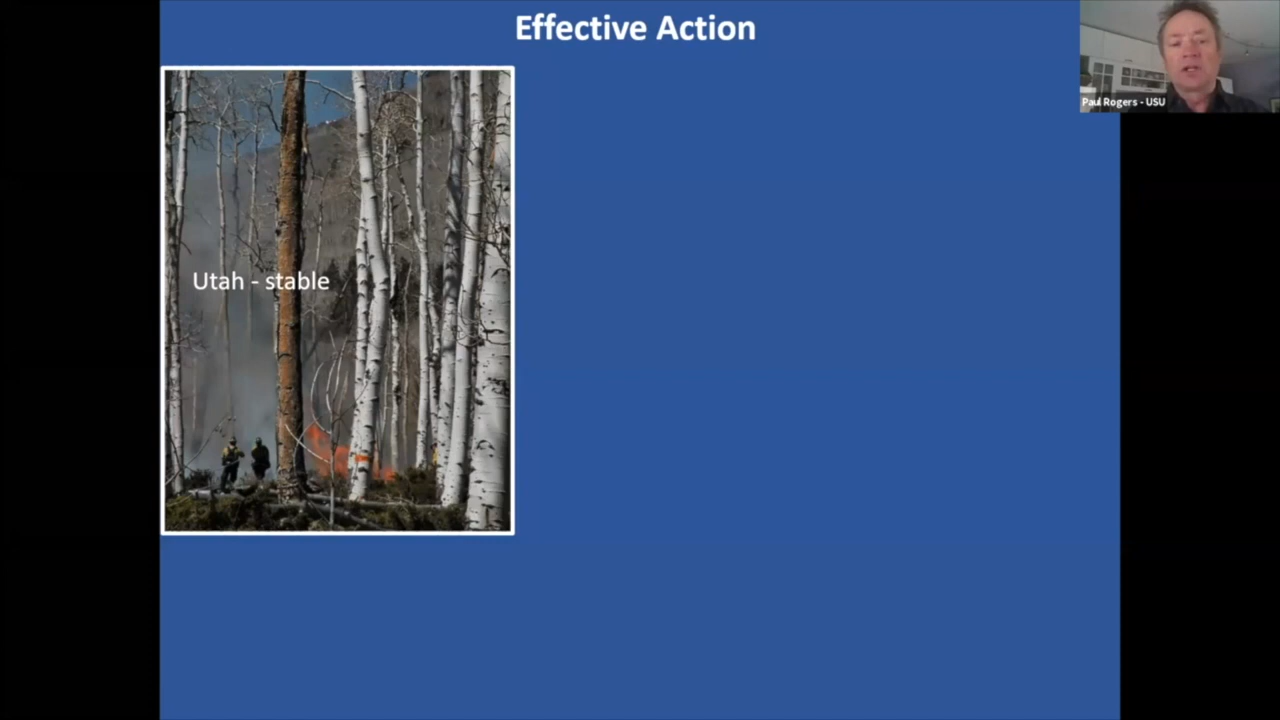 Effective Action
Paul Rogers - USU
Utah - stable